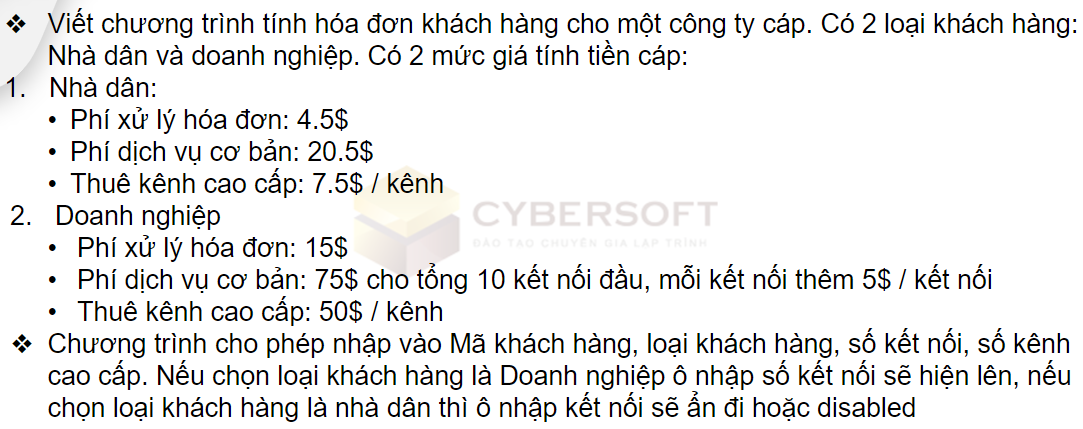 ❖ Viết chương trình tính hóa đơn khách hàng cho một công ty cáp. Có 2 loại khách hàng:
Nhà dân và doanh nghiệp. Có 2 mức giá tính tiền cáp:
1. Nhà dân:
• Phí xử lý hóa đơn: 4.5$
• Phí dịch vụ cơ bản: 20.5$
• Thuê kênh cao cấp: 7.5$ / kênh
2. Doanh nghiệp
CYBERSOFT
ĐÀO TẠO CHUYÊN GIA LẬP TRÌNH
• Phí xử lý hóa đơn: 15$
• Phí dịch vụ cơ bản: 75$ cho tổng 10 kết nối đầu, mỗi kết nối thêm 5$ / kết nối
• Thuê kênh cao cấp: 50$ / kênh
❖ Chương trình cho phép nhập vào Mã khách hàng, loại khách hàng, số kết nối, số kênh
cao cấp. Nếu chọn loại khách hàng là Doanh nghiệp ô nhập số kết nối sẽ hiện lên, nếu
chọn loại khách hàng là nhà dân thì ô nhập kết nối sẽ ẩn đi hoặc disabled